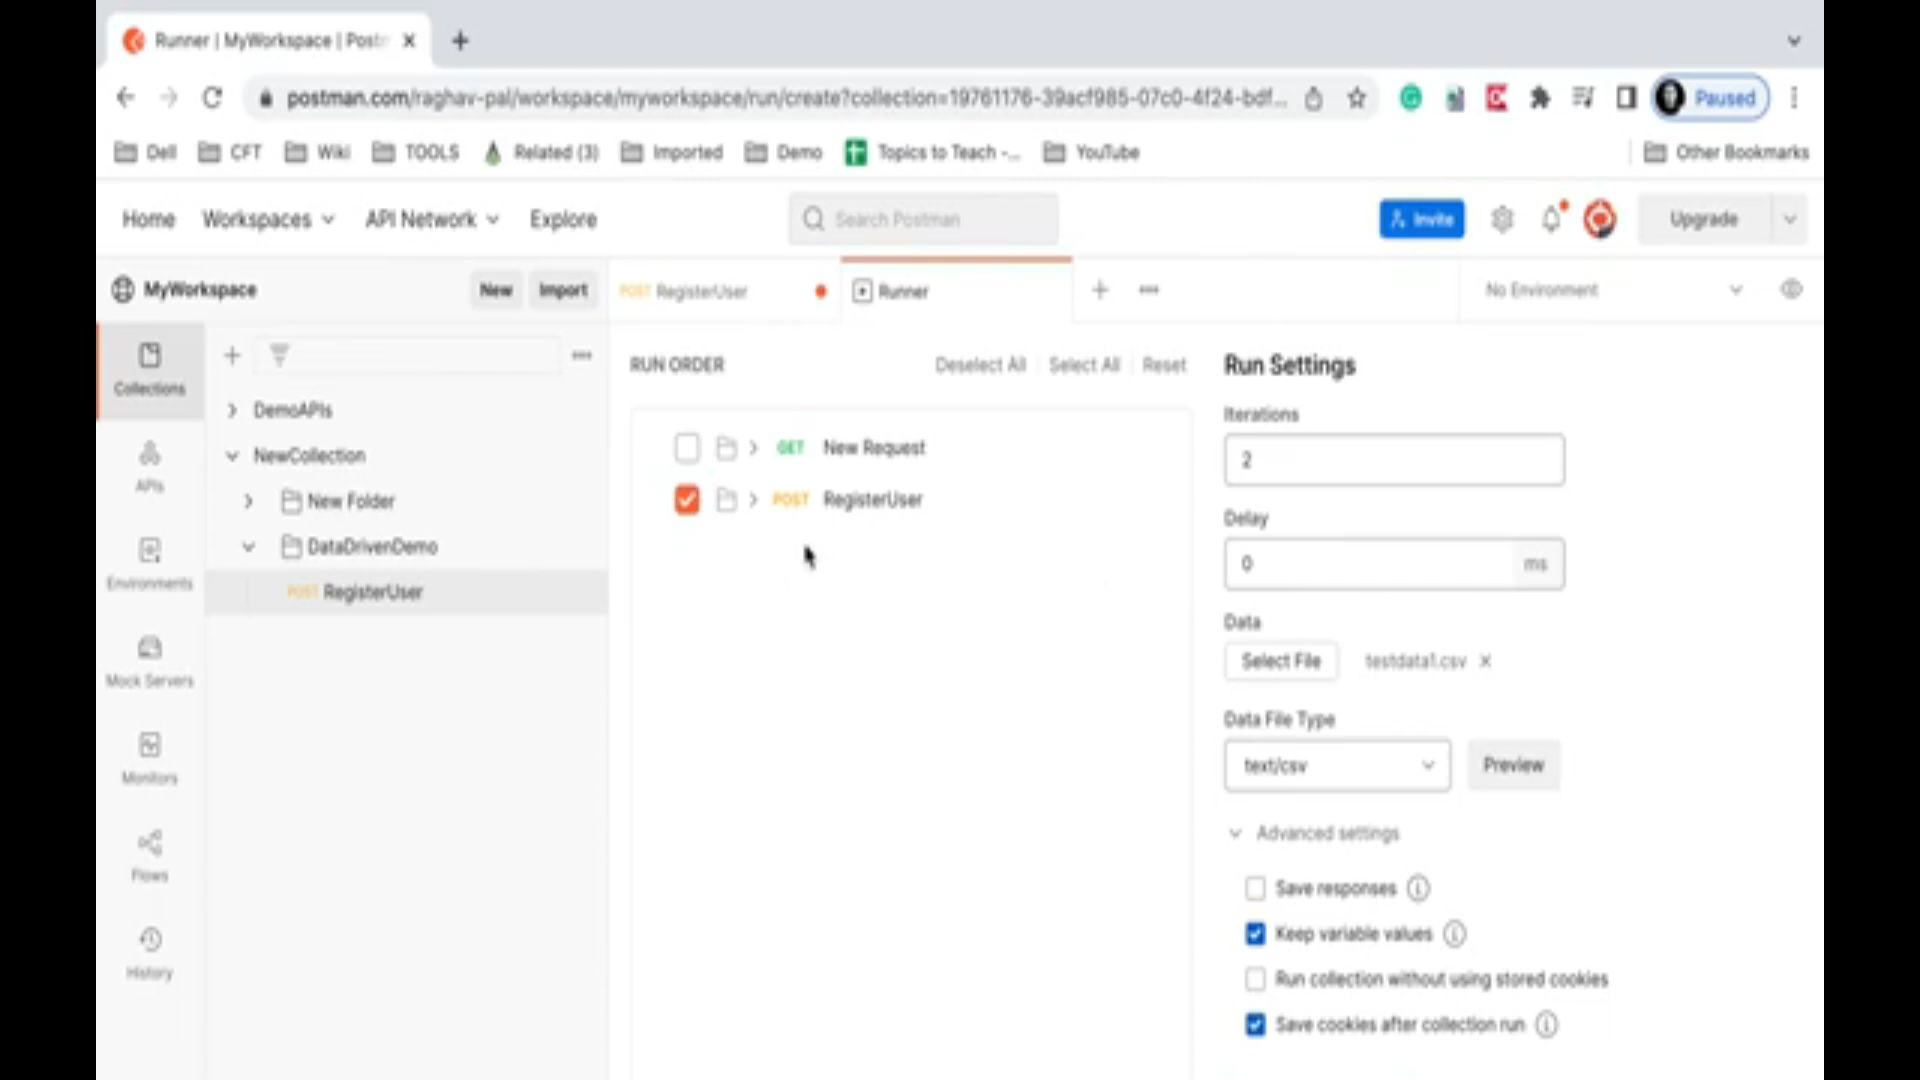 Runner | MyWorkspace | Post
postman.com/raghav-pal/workspace/myworkspace/run/create?collection=19761176-39acf985-07c0-4f24-bdf...
Paused
Dell
CFT
Wiki
TOOLS
Related (3)
Imported
Demo
Topics to Teach -...
YouTube
Other Bookmarks
Home
Workspaces
API Network
Explore
Search Postman
Invite
Upgrade
MyWorkspace
New
Import
POST RegisterUser
Runner
No Environment
Collections
APIs
Environments
Mock Servers
Monitors
Flows
History
DemoAPIs
NewCollection
New Folder
DataDrivenDemo
POST RegisterUser
RUN ORDER
Deselect All
Select All
Reset
GET New Request
POST RegisterUser
Run Settings
Iterations
2
Delay
0 ms
Data
Select File
testdata1.csv
Data File Type
text/csv
Preview
Advanced settings
Save responses
Keep variable values
Run collection without using stored cookies
Save cookies after collection run